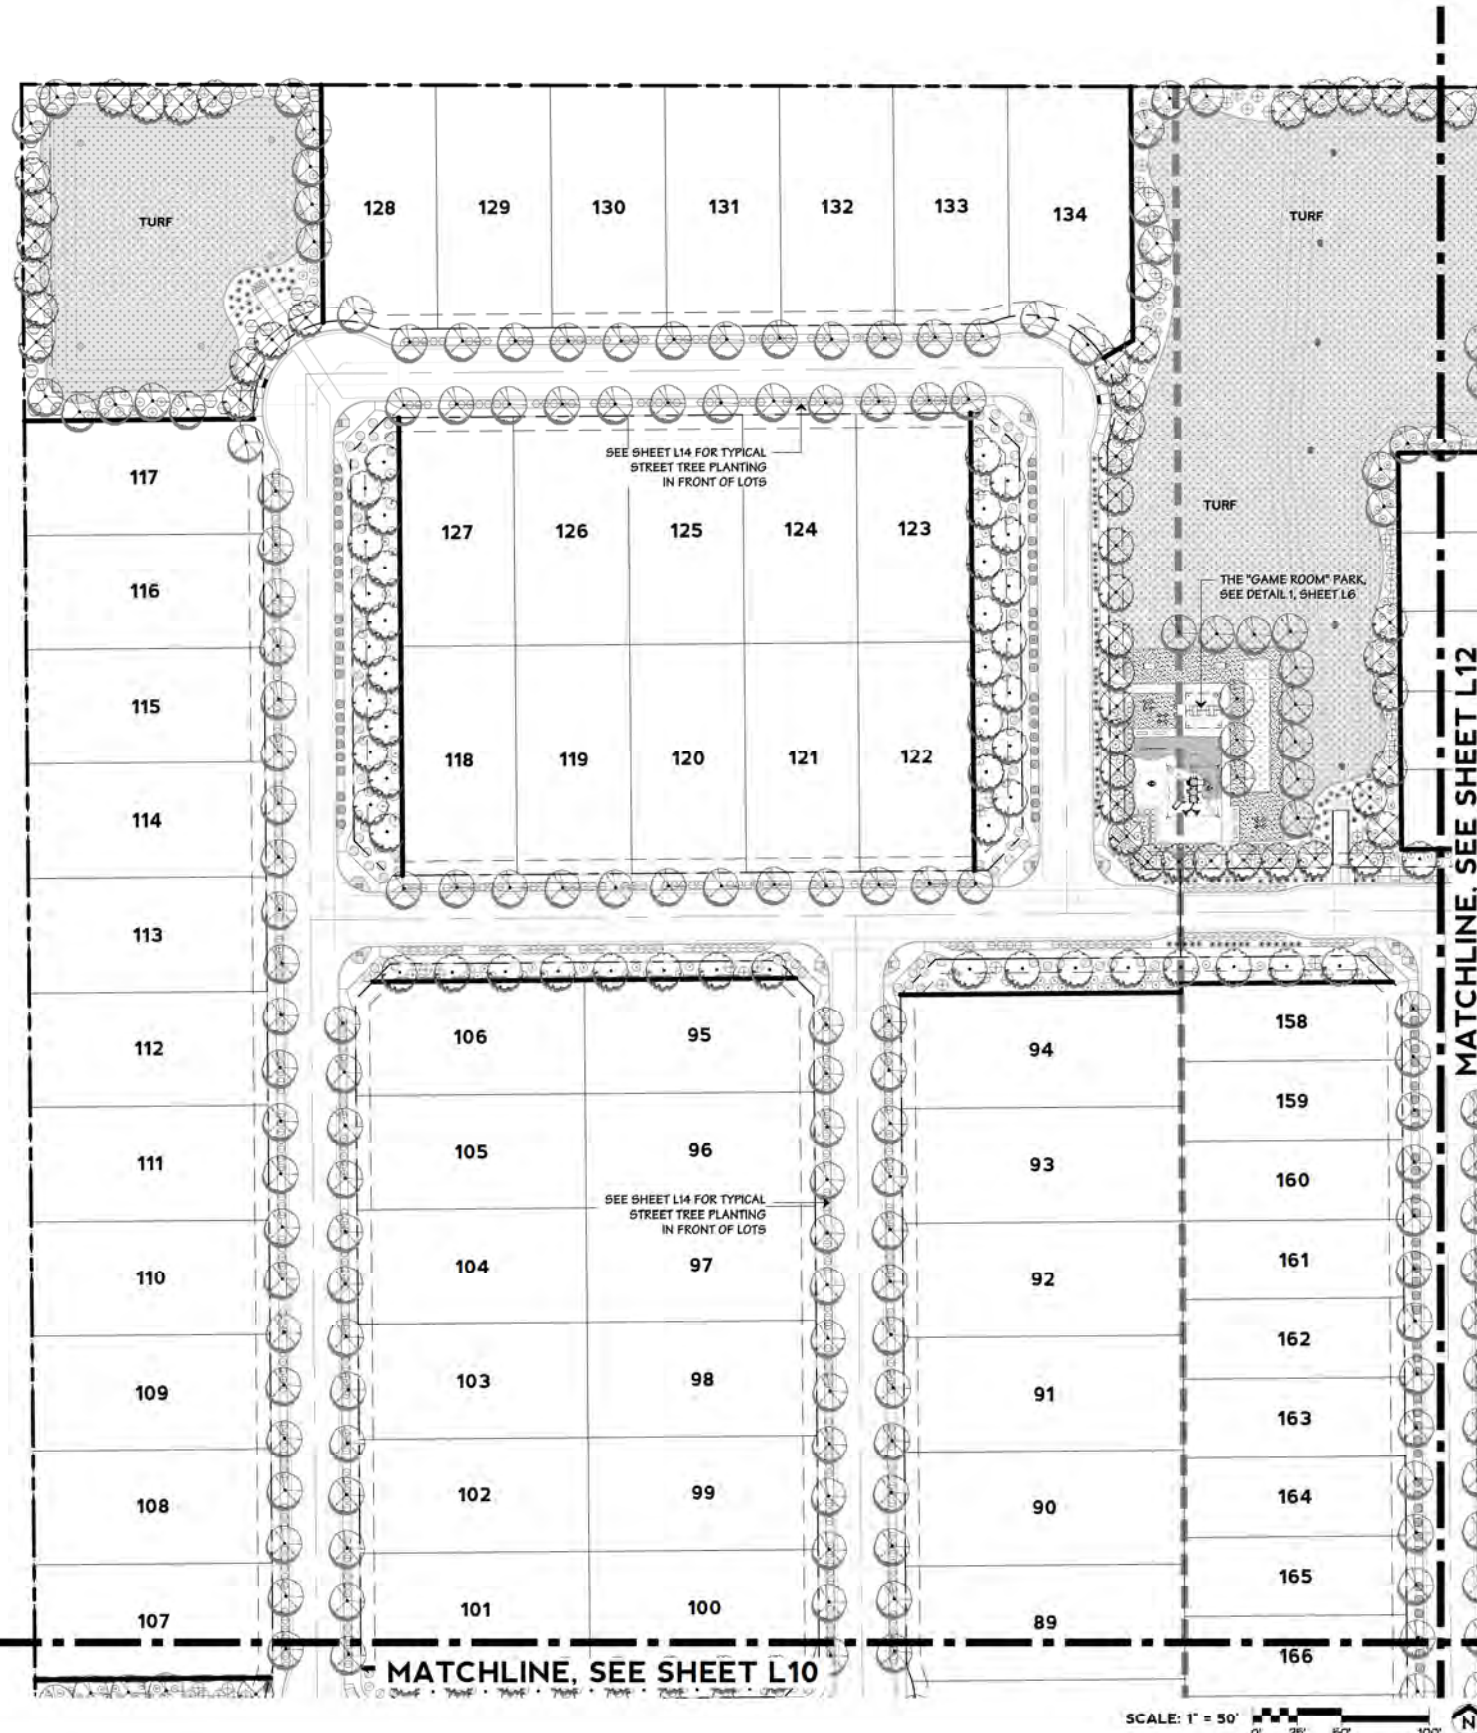 128 129 130 131 132 133 134
TURF
TURF
SEE SHEET L14 FOR TYPICAL
STREET TREE PLANTING
IN FRONT OF LOTS
117
127 126 125 124 123
TURF
THE "GAME ROOM" PARK,
SEE DETAIL 1, SHEET L6
116
115
118 119 120 121 122
114
113
MATCHLINE, SEE SHEET L12
106 95
94
158
112
159
105 96
93
111
160
SEE SHEET L14 FOR TYPICAL
STREET TREE PLANTING
IN FRONT OF LOTS
104 97
92
161
110
162
103 98
91
109
163
102 99
90
164
108
165
101 100
89
107
166
MATCHLINE, SEE SHEET L10
SCALE: 1" = 50'
0' 25' 50' 100'
N